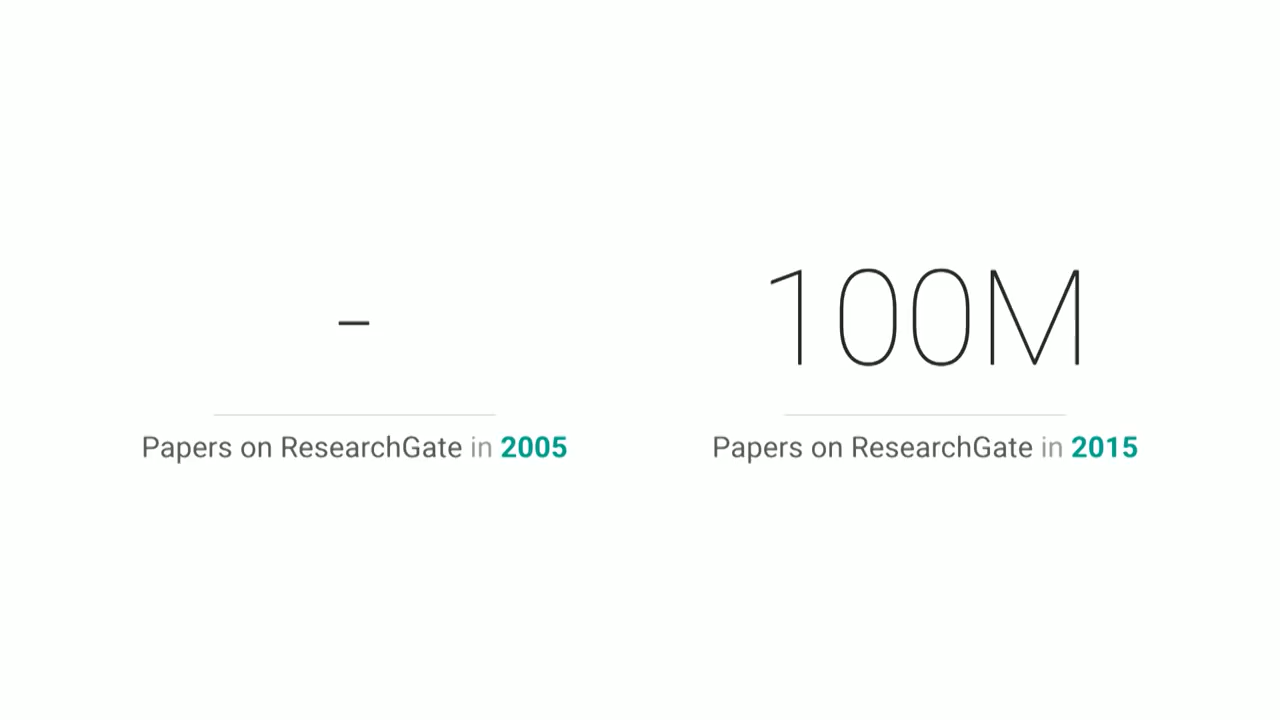 –
100M
Papers on ResearchGate in 2005
Papers on ResearchGate in 2015